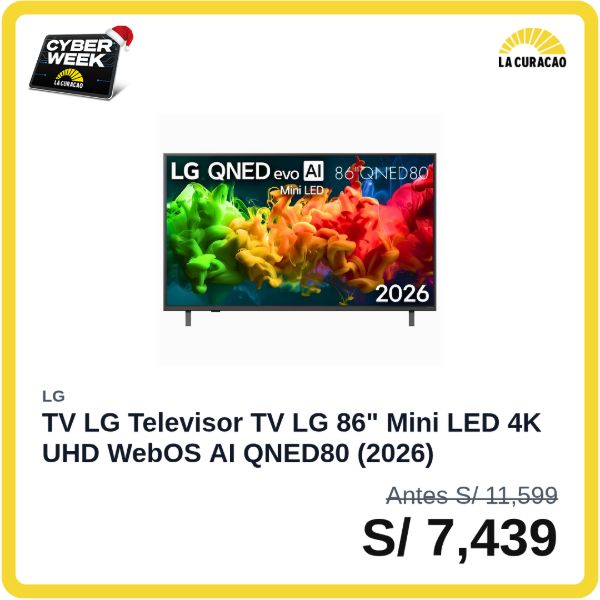 CYBER
WEEK
LA CURACAO
LA CURACAO
LG QNED evo AI 86"QNED80
Mini LED
2026
LG
TV LG Televisor TV LG 86" Mini LED 4K
UHD WebOS AI QNED80 (2026)
Antes S/ 11,599
S/ 7,439